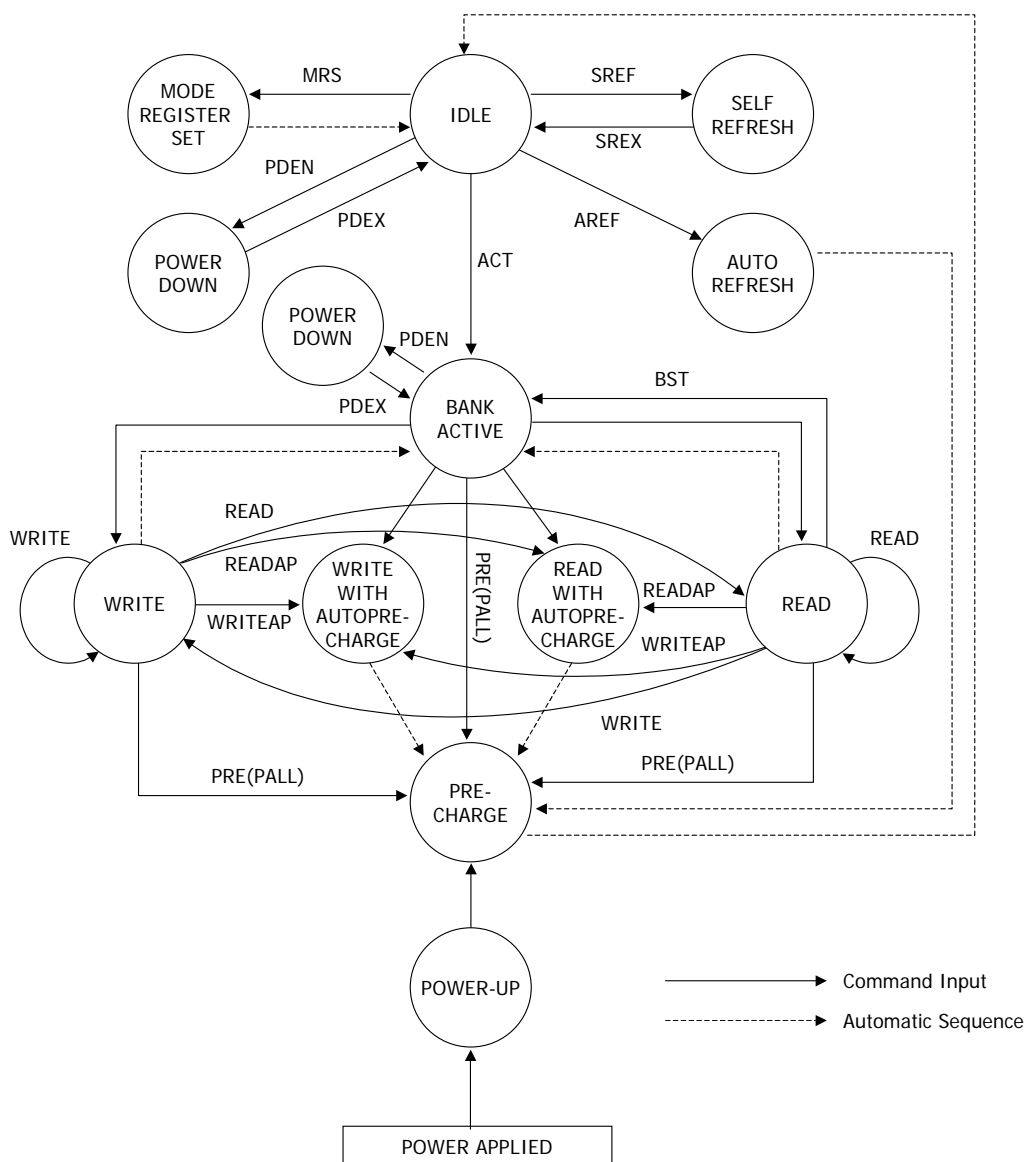 MRS
SREF
MODE
REGISTER
SET
IDLE
SELF
REFRESH
SREX
PDEN
PDEX
AREF
POWER
DOWN
ACT
AUTO
REFRESH
POWER
DOWN
PDEN
BST
PDEX
BANK
ACTIVE
READ
WRITE
READ
READAP
WRITE
WITH
AUTOPRE-
CHARGE
PRE(PALL)
READ
WITH
AUTOPRE-
CHARGE
READAP
WRITE
READ
WRITEAP
WRITEAP
WRITE
PRE(PALL)
PRE(PALL)
PRE-
CHARGE
POWER-UP
Command Input
Automatic Sequence
POWER APPLIED